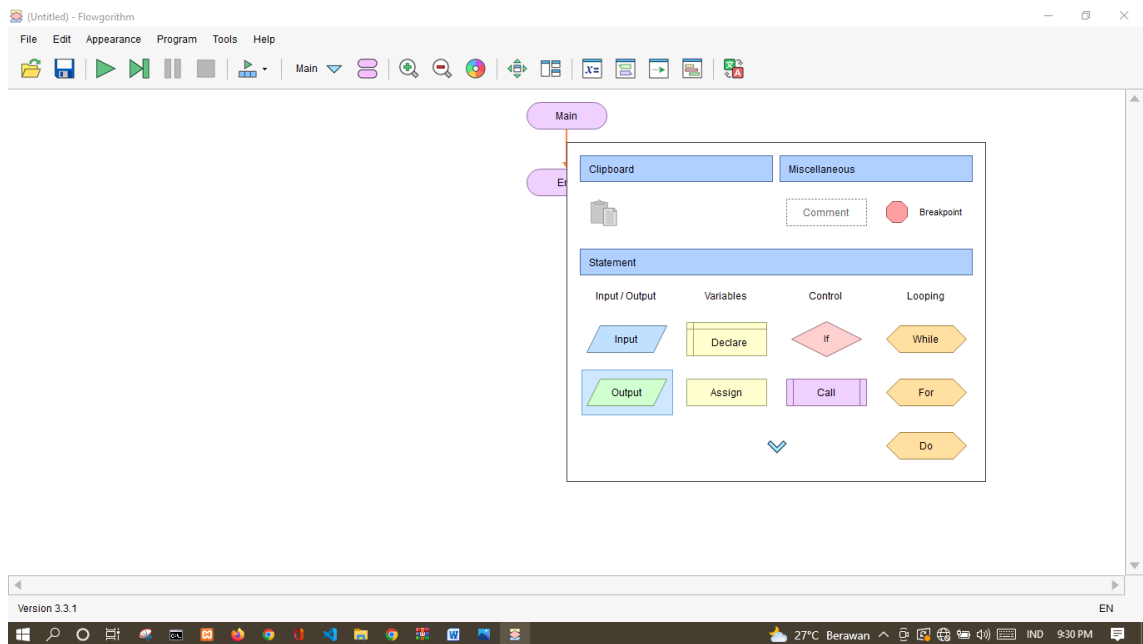 (Untitled) - Flowgorithm
File Edit Appearance Program Tools Help
Main
Main
Clipboard Miscellaneous
Comment Breakpoint
Statement
Input / Output Variables Control Looping
Input Declare If While
Output Assign Call For
Do
Version 3.3.1 EN
27°C Berawan IND 9:30 PM